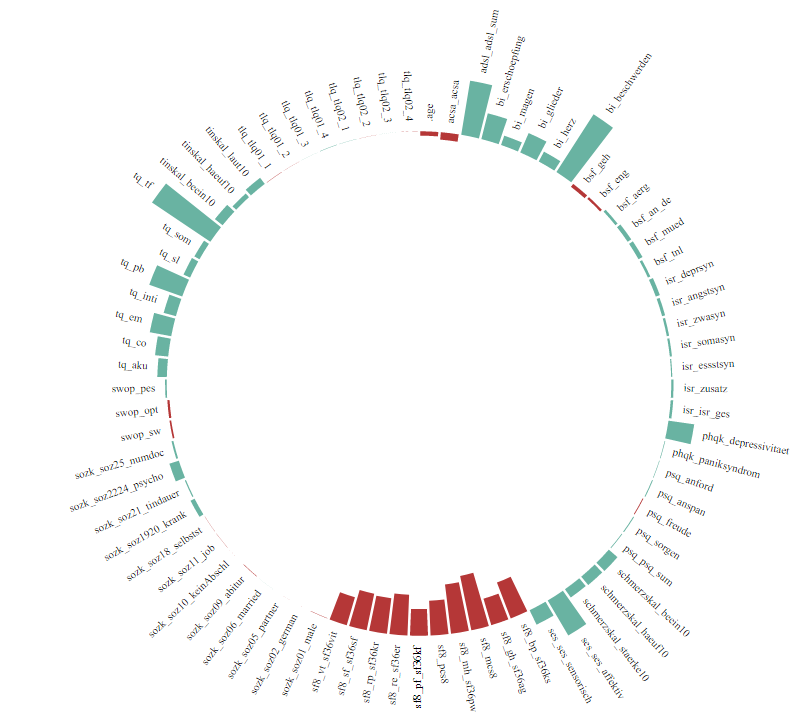 .age
acsa_acsa
adsl_adsl_sum
bi_erschoepfung
bi_magen
bi_glieder
bi_herz
bi_beschwerden
bsf_geh
bsf_eng
bsf_aerg
bsf_an_de
bsf_mued
bsf_tnl
isr_deprsyn
isr_angstsyn
isr_zwasyn
isr_somasyn
isr_essstsyn
isr_zusatz
isr_isr_ges
phqk_depressivitaet
phqk_paniksyndrom
psq_anford
psq_anspan
psq_freude
psq_sorgen
psq_psq_sum
schmerzskal_beein10
schmerzskal_haeuf10
schmerzskal_staerke10
ses_ses_affektiv
ses_ses_sensorisch
sf8_bp_sf36ks
sf8_gh_sf36ag
sf8_mcs8
sf8_mh_sf36pw
sf8_pcs8
sf8_pf_sf36kf
sf8_re_sf36er
sf8_rp_sf36kr
sf8_sf_sf36sf
sf8_vt_sf36vit
sozk_soz01_male
sozk_soz02_german
sozk_soz05_partner
sozk_soz06_married
sozk_soz09_abitur
sozk_soz10_keinAbschl
sozk_soz11_job
sozk_soz18_selbstst
sozk_soz1920_krank
sozk_soz21_tindauer
sozk_soz2224_psycho
sozk_soz25_numdoc
swop_sw
swop_opt
swop_pes
tq_aku
tq_co
tq_em
tq_inti
tq_pb
tq_sl
tq_som
tq_tf
tinskal_beein10
tinskal_haeuf10
tinskal_laut10
tlq_tlq01_1
tlq_tlq01_2
tlq_tlq01_3
tlq_tlq01_4
tlq_tlq02_1
tlq_tlq02_2
tlq_tlq02_3
tlq_tlq02_4